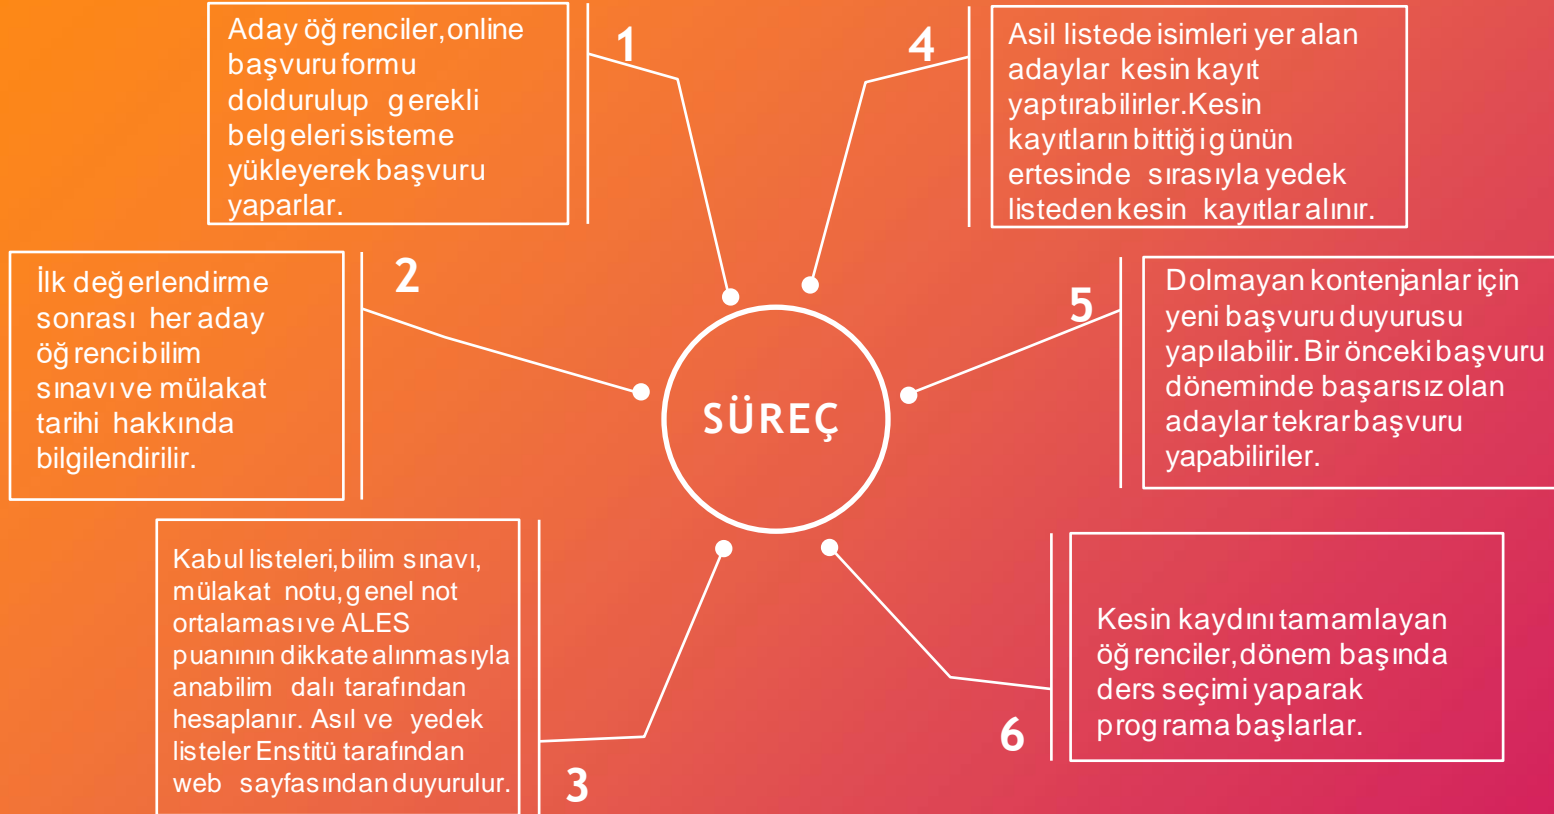 1
Aday öğrenciler, online
başvuru formu
doldurulup gerekli
belgeleri sisteme
yükleyerek başvuru
yaparlar.
2
İlk değerlendirme
sonrası her aday
öğrenci bilim
sınavı ve mülakat
tarihi hakkında
bilgilendirilir.
3
Kabul listeleri, bilim sınavı,
mülakat notu, genel not
ortalaması ve ALES
puanının dikkate alınmasıyla
anabilim dalı tarafından
hesaplanır. Asıl ve yedek
listeler Enstitü tarafından
web sayfasından duyurulur.
SÜREÇ
4
Asil listede isimleri yer alan
adaylar kesin kayıt
yaptırabilirler.Kesin
kayıtların bittiği günün
ertesinde sırasıyla yedek
listeden kesin kayıtlar alınır.
5
Dolmayan kontenjanlar için
yeni başvuru duyurusu
yapılabilir. Bir önceki başvuru
döneminde başarısız olan
adaylar tekrar başvuru
yapabiliriler.
6
Kesin kaydını tamamlayan
öğrenciler, dönem başında
ders seçimi yaparak
programa başlarlar.